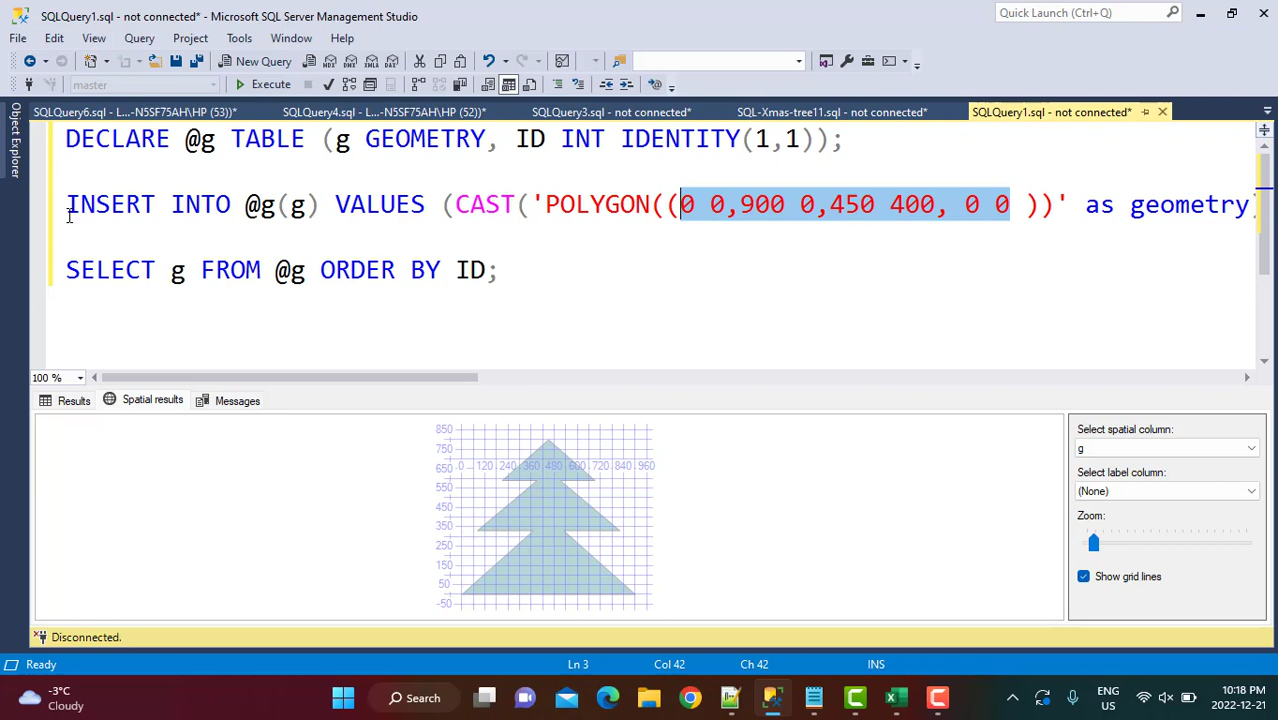 SQLQuery1.sql - not connected* - Microsoft SQL Server Management Studio
Quick Launch (Ctrl+Q)
File Edit View Query Project Tools Window Help
New Query
MDX DMX XMLA DAX
master
Execute
SQLQuery6.sql - L...-N5SF75AH\HP (53))*
SQLQuery4.sql - L...-N5SF75AH\HP (52))*
SQLQuery3.sql - not connected*
SQL-Xmas-tree11.sql - not connected*
SQLQuery1.sql - not connected*
Object Explorer
DECLARE @g TABLE (g GEOMETRY, ID INT IDENTITY(1,1));
INSERT INTO @g(g) VALUES (CAST('POLYGON((0 0,900 0,450 400, 0 0 ))' as geometry)
SELECT g FROM @g ORDER BY ID;
100 %
Results
Spatial results
Messages
850
750
650
550
450
350
250
150
50
-50
0 120 240 360 480 600 720 840 960
Select spatial column:
g
Select label column:
(None)
Zoom:
Show grid lines
Disconnected.
Ready
Ln 3
Col 42
Ch 42
INS
-3°C
Cloudy
Search
ENG
US
10:18 PM
2022-12-21